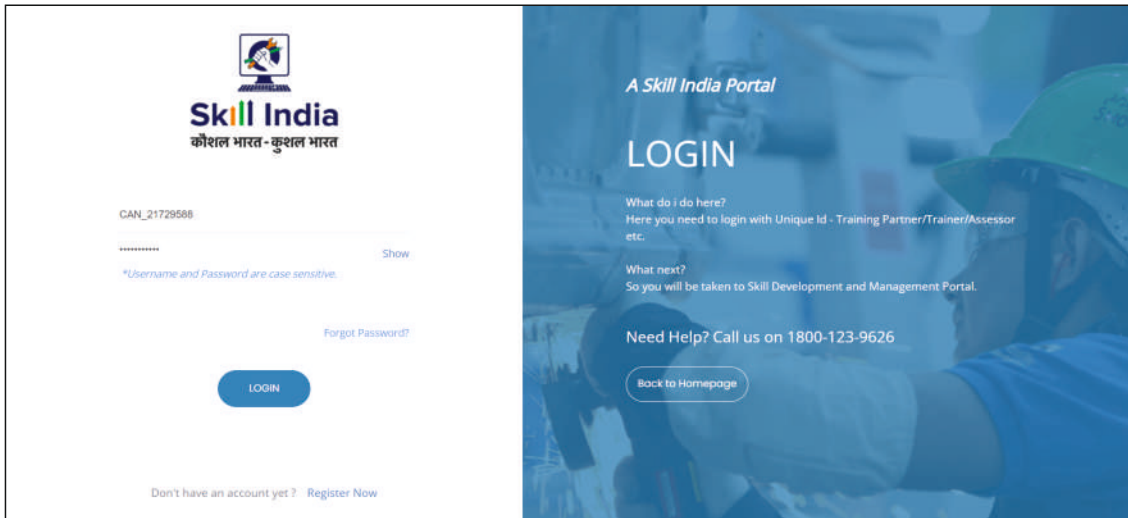 Skill India
कौशल भारत - कुशल भारत
CAN_21729588
***********
Show
*Username and Password are case sensitive.
Forgot Password?
LOGIN
Don't have an account yet ? Register Now
A Skill India Portal
LOGIN
What do i do here?
Here you need to login with Unique Id - Training Partner/Trainer/Assessor
etc.
What next?
So you will be taken to Skill Development and Management Portal.
Need Help? Call us on 1800-123-9626
Back to Homepage